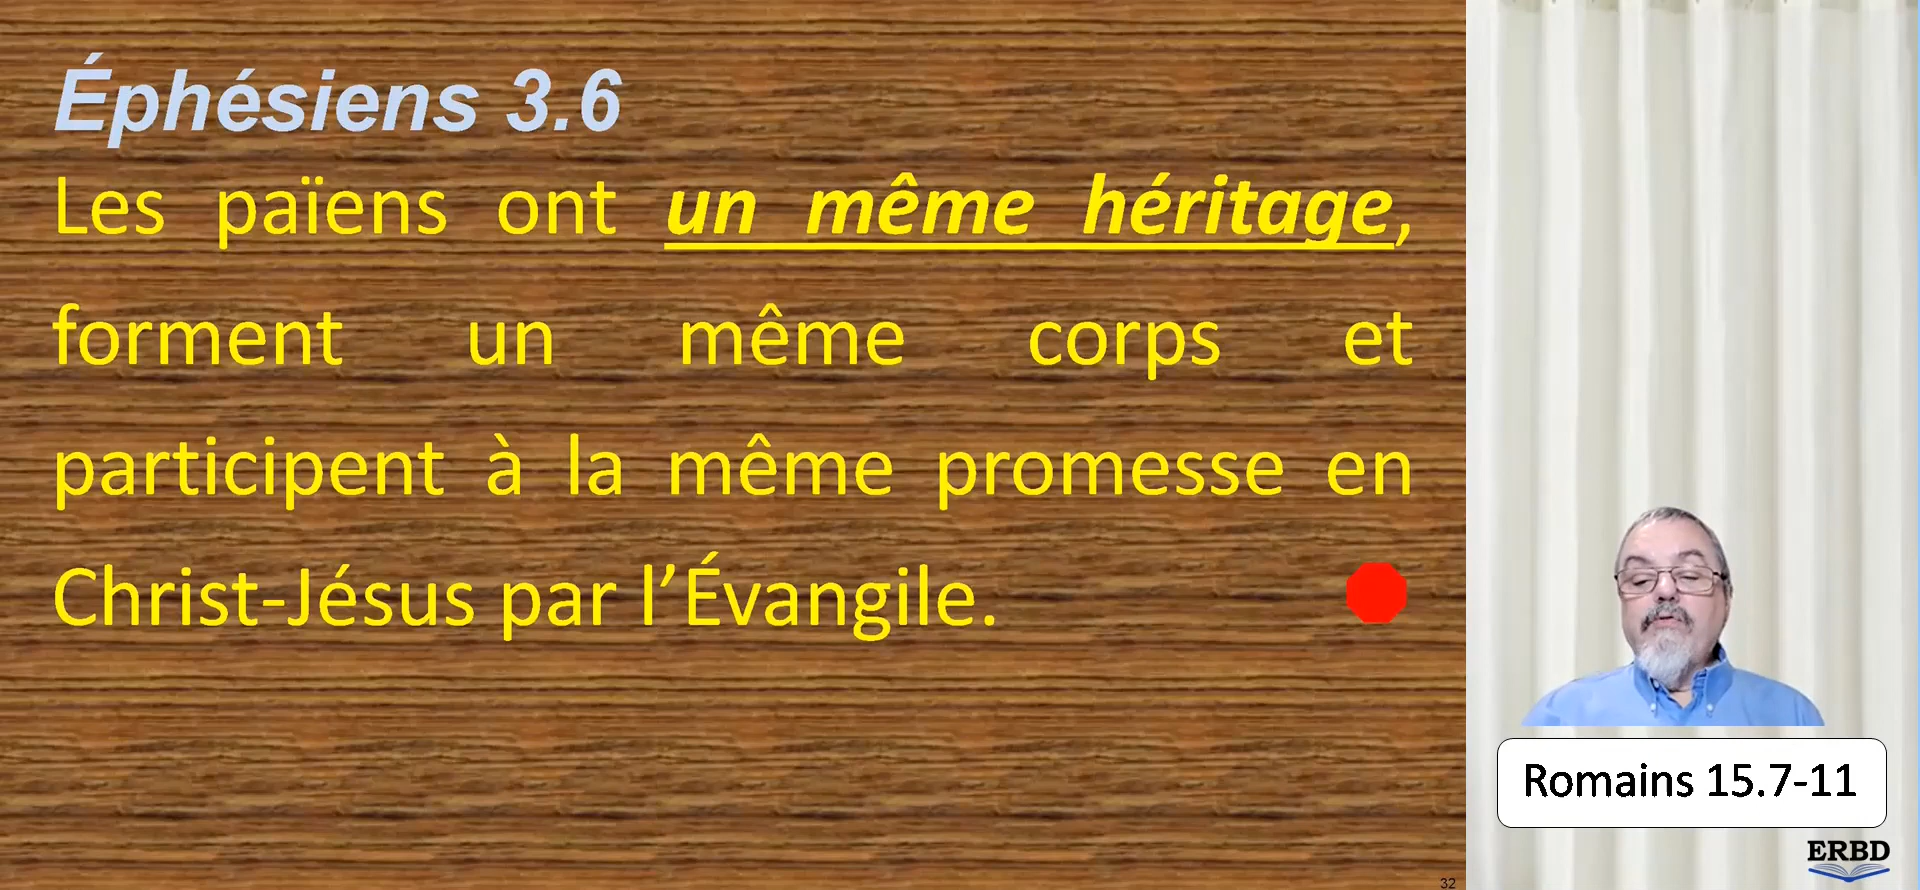 Éphésiens 3.6
Les païens ont un même héritage,
forment un même corps et
participent à la même promesse en
Christ-Jésus par l’Évangile.
Romains 15.7-11
ERBD
32